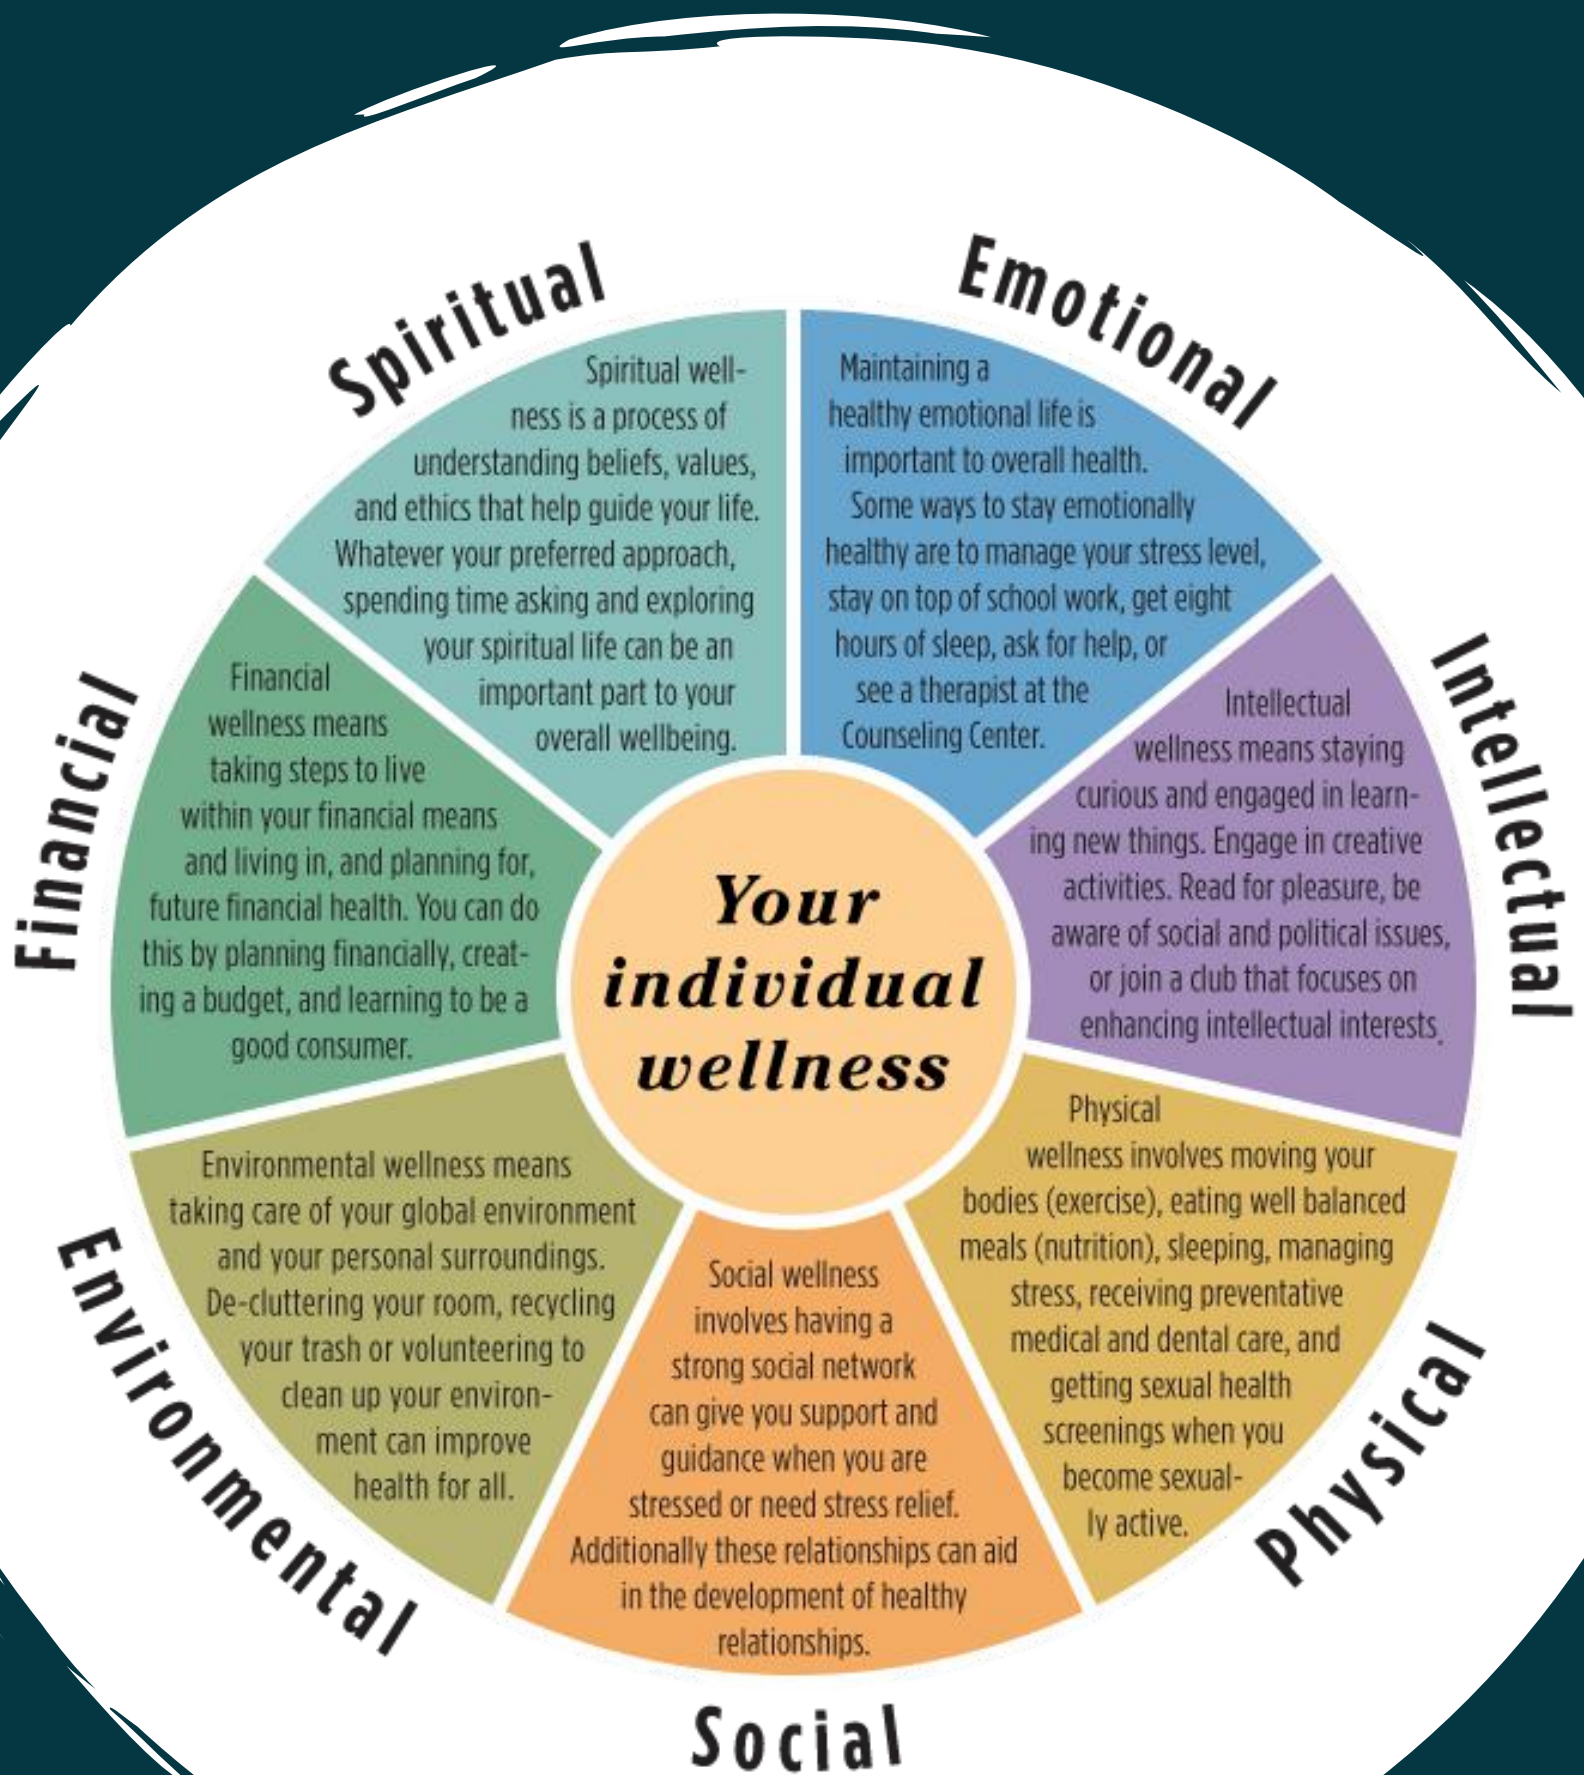 Spiritual
Spiritual well-
ness is a process of
understanding beliefs, values,
and ethics that help guide your life.
Whatever your preferred approach,
spending time asking and exploring
your spiritual life can be an
important part to your
overall wellbeing.
Emotional
Maintaining a
healthy emotional life is
important to overall health.
Some ways to stay emotionally
healthy are to manage your stress level,
stay on top of school work, get eight
hours of sleep, ask for help, or
see a therapist at the
Counseling Center.
Intellectual
Intellectual
wellness means staying
curious and engaged in learn-
ing new things. Engage in creative
activities. Read for pleasure, be
aware of social and political issues,
or join a club that focuses on
enhancing intellectual interests.
Physical
Physical
wellness involves moving your
bodies (exercise), eating well balanced
meals (nutrition), sleeping, managing
stress, receiving preventative
medical and dental care, and
getting sexual health
screenings when you
become sexual-
ly active.
Social
Social wellness
involves having a
strong social network
can give you support and
guidance when you are
stressed or need stress relief.
Additionally these relationships can aid
in the development of healthy
relationships.
Environmental
Environmental wellness means
taking care of your global environment
and your personal surroundings.
De-cluttering your room, recycling
your trash or volunteering to
clean up your environ-
ment can improve
health for all.
Financial
Financial
wellness means
taking steps to live
within your financial means
and living in, and planning for,
future financial health. You can do
this by planning financially, creat-
ing a budget, and learning to be a
good consumer.
Your
individual
wellness